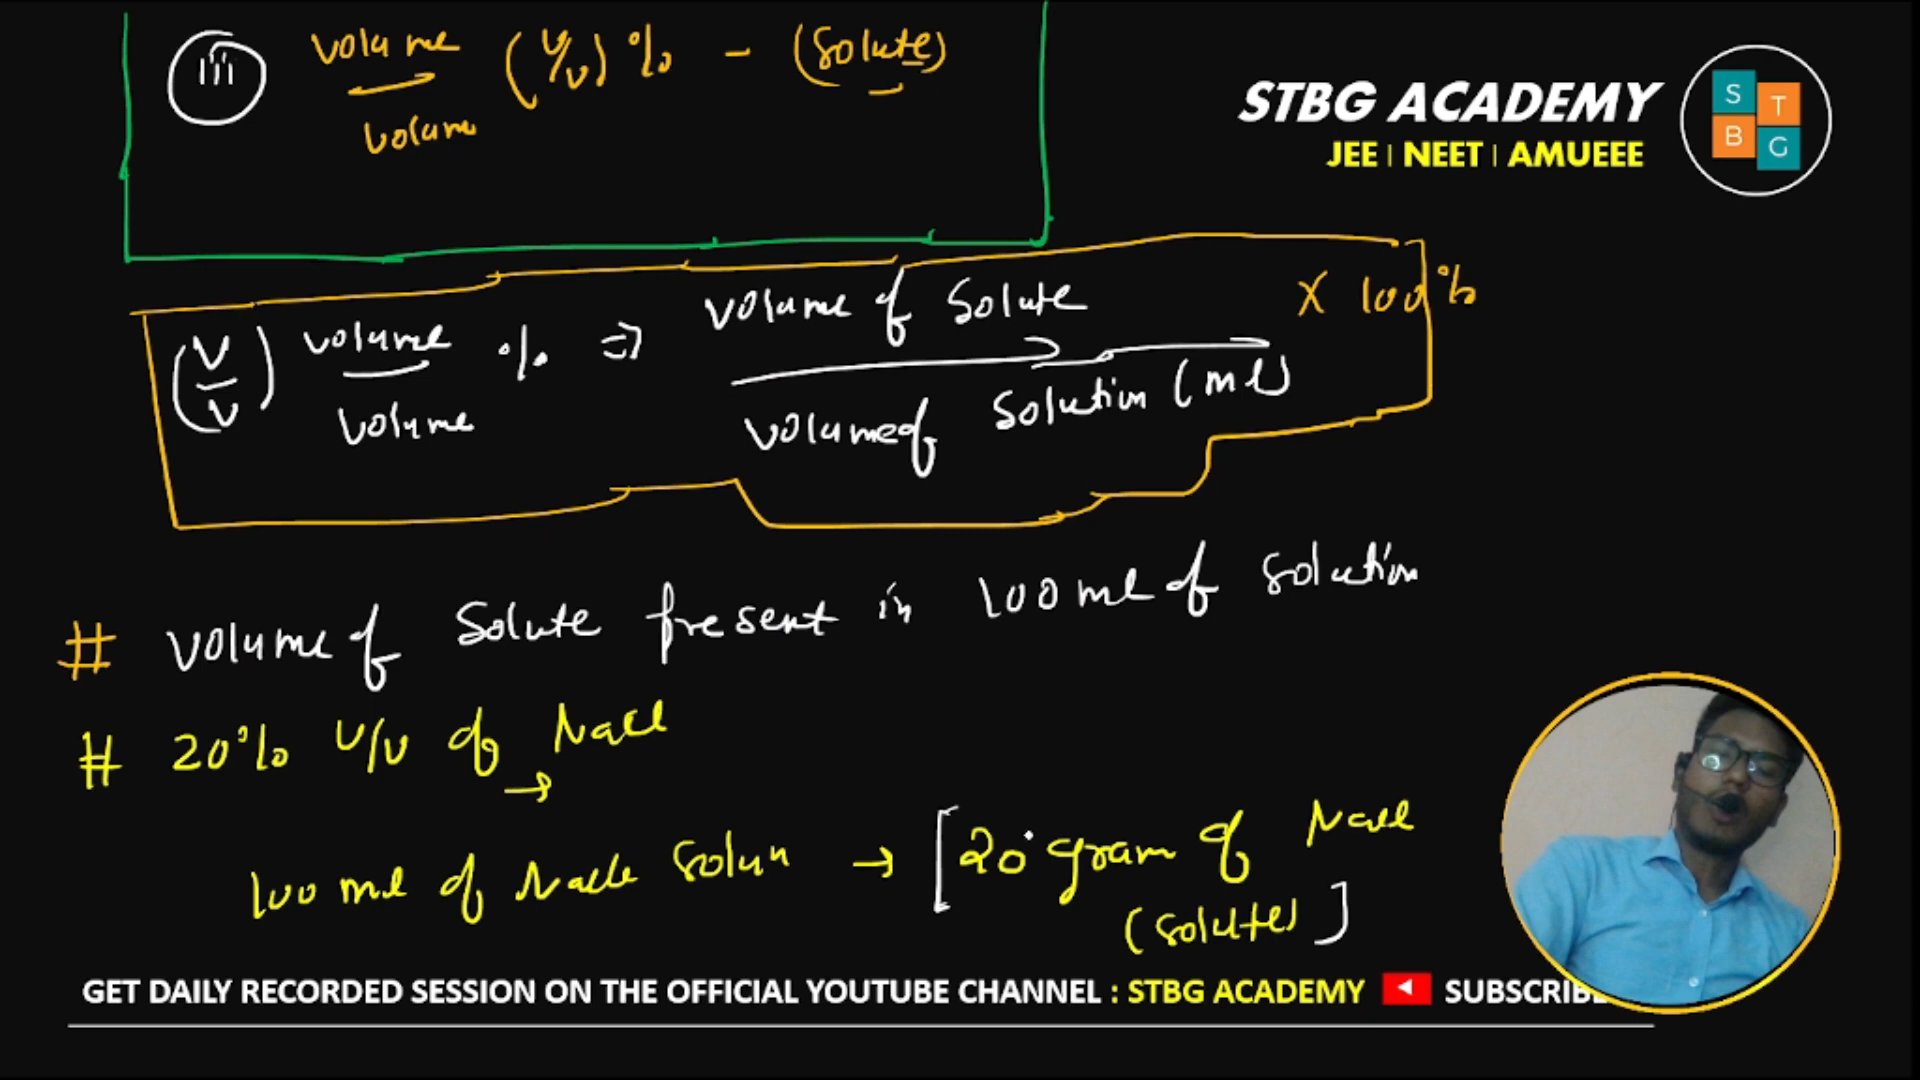 iii volume (V/v) % - (Solute)
volume
STBG ACADEMY
JEE | NEET | AMUEEE
S T
B G
(V/V) volume / volume % => volume of Solute / volume of Solution (ml) X 100%
# volume of Solute present in 100 ml of solution
# 20% V/V of NaCl
→
100 ml of NaCl Solun → [20 gram of NaCl
(solute)]
GET DAILY RECORDED SESSION ON THE OFFICIAL YOUTUBE CHANNEL : STBG ACADEMY SUBSCRIBE